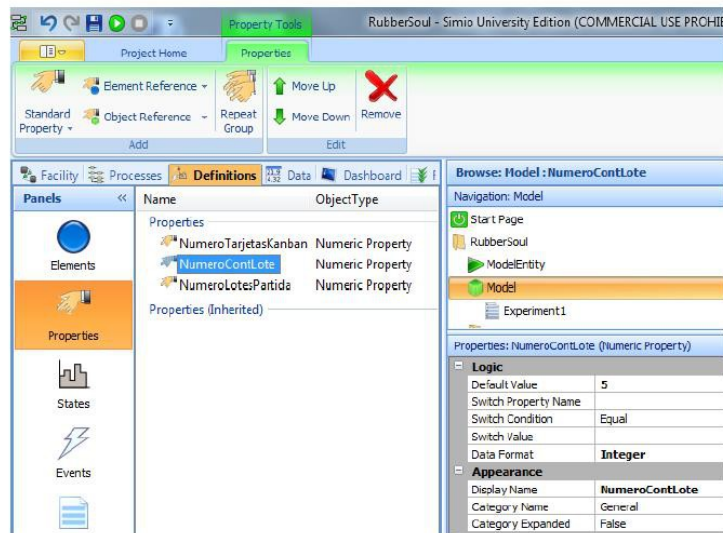 Property Tools
RubberSoul - Simio University Edition (COMMERCIAL USE PROHIB
Project Home
Properties
Standard Property
Element Reference
Object Reference
Repeat Group
Move Up
Move Down
Remove
Add
Edit
Facility
Processes
Definitions
Data
Dashboard
Panels
Elements
Properties
States
Events
Name ObjectType
Properties
NumeroTarjetasKanban Numeric Property
NumeroContLote Numeric Property
NumeroLotesPartida Numeric Property
Properties (Inherited)
Browse: Model : NumeroContLote
Navigation: Model
Start Page
RubberSoul
ModelEntity
Model
Experiment1
Properties: NumeroContLote (Numeric Property)
Logic
Default Value 5
Switch Property Name
Switch Condition Equal
Switch Value
Data Format Integer
Appearance
Display Name NumeroContLote
Category Name General
Category Expanded False